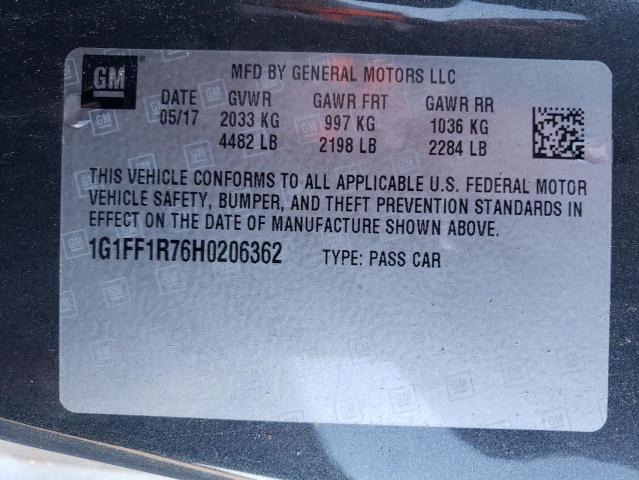 GM
MFD BY GENERAL MOTORS LLC
DATE GVWR GAWR FRT GAWR RR
05/17 2033 KG 997 KG 1036 KG
4482 LB 2198 LB 2284 LB
THIS VEHICLE CONFORMS TO ALL APPLICABLE U.S. FEDERAL MOTOR
VEHICLE SAFETY, BUMPER, AND THEFT PREVENTION STANDARDS IN
EFFECT ON THE DATE OF MANUFACTURE SHOWN ABOVE.
1G1FF1R76H0206362 TYPE: PASS CAR